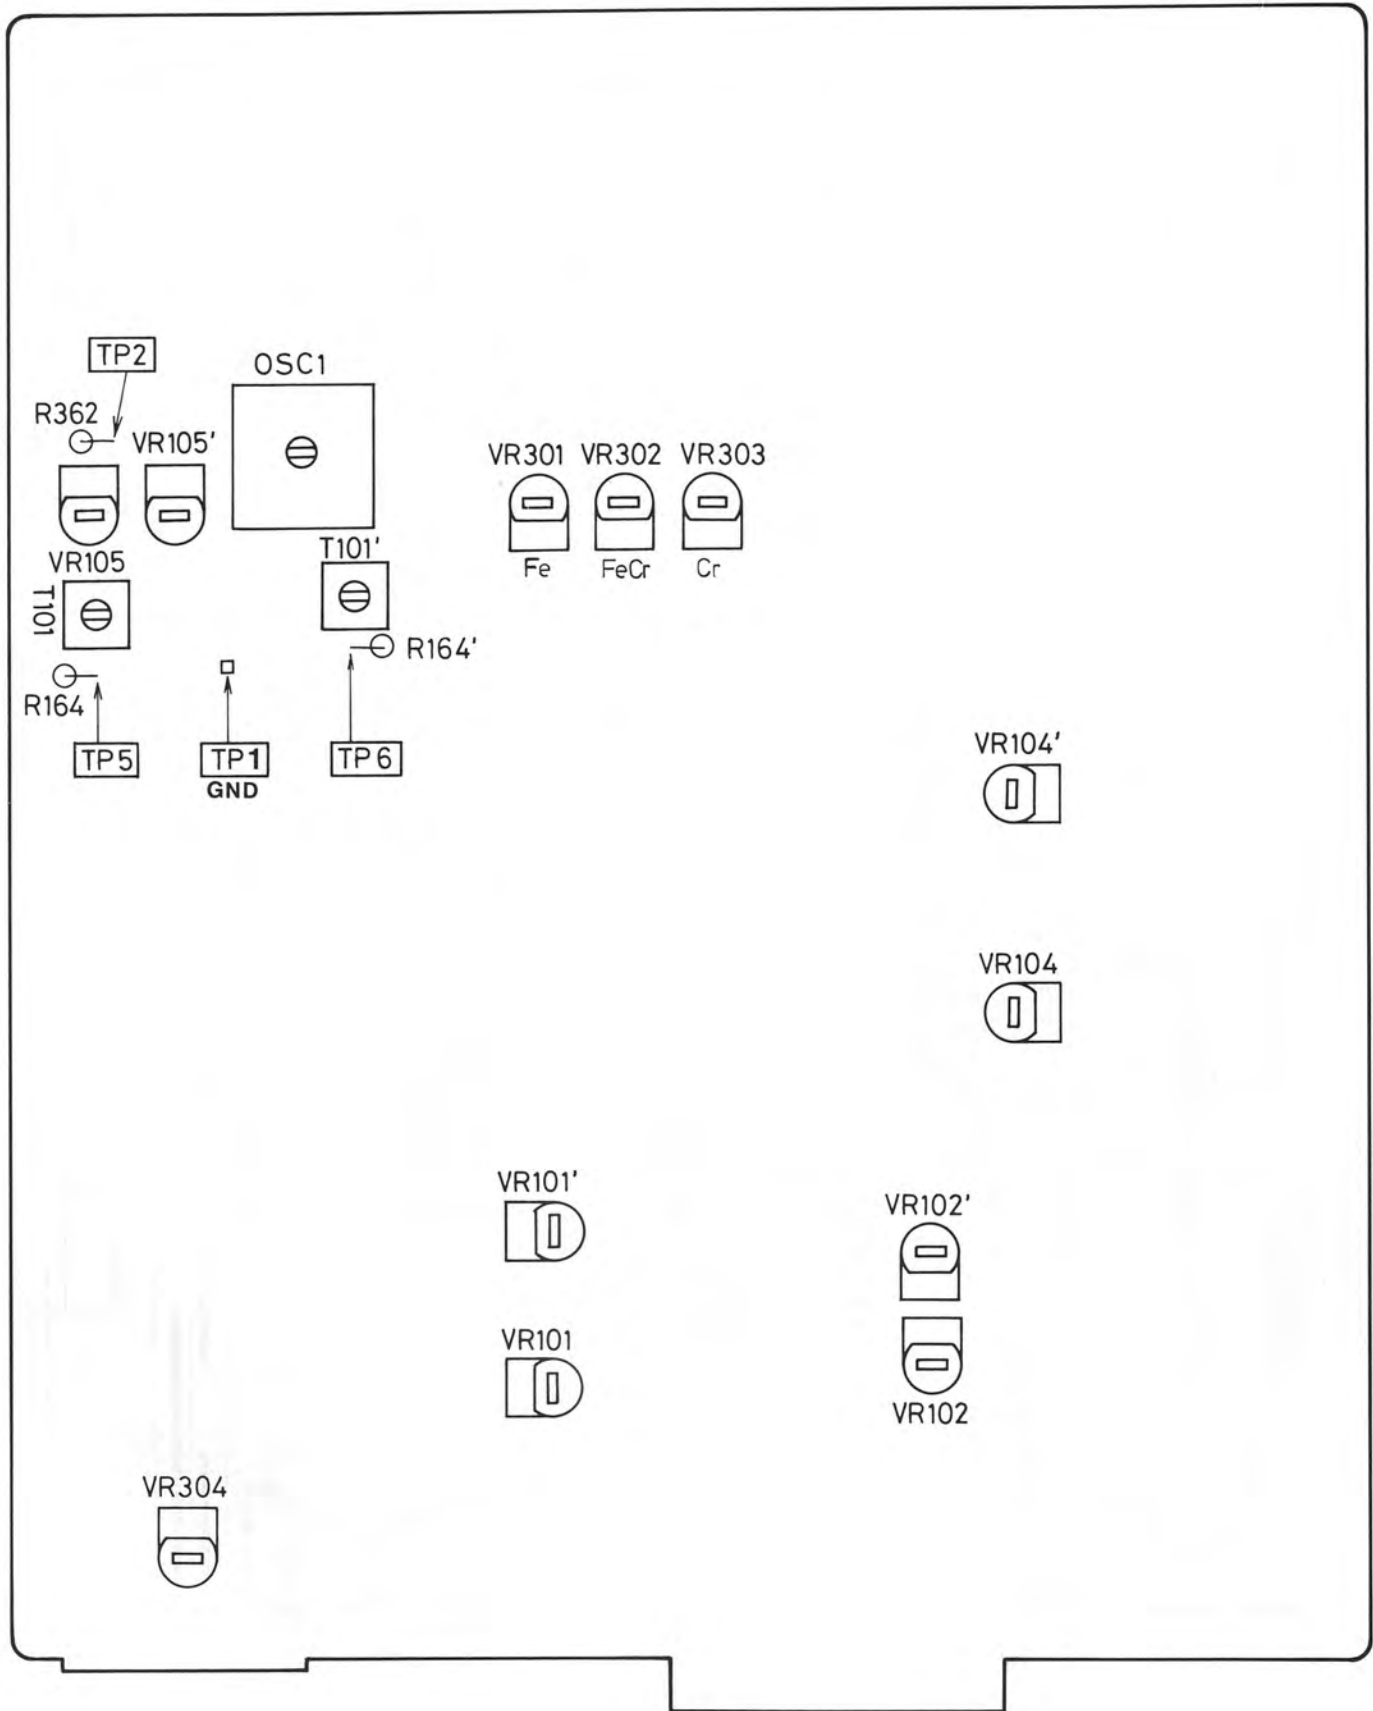 TP2
OSC1
R362
VR105'
VR301 VR302 VR303
VR105
T101'
Fe FeCr Cr
T101
R164'
R164
TP5 TP1 TP6
GND
VR104'
VR104
VR101'
VR102'
VR101
VR102
VR304